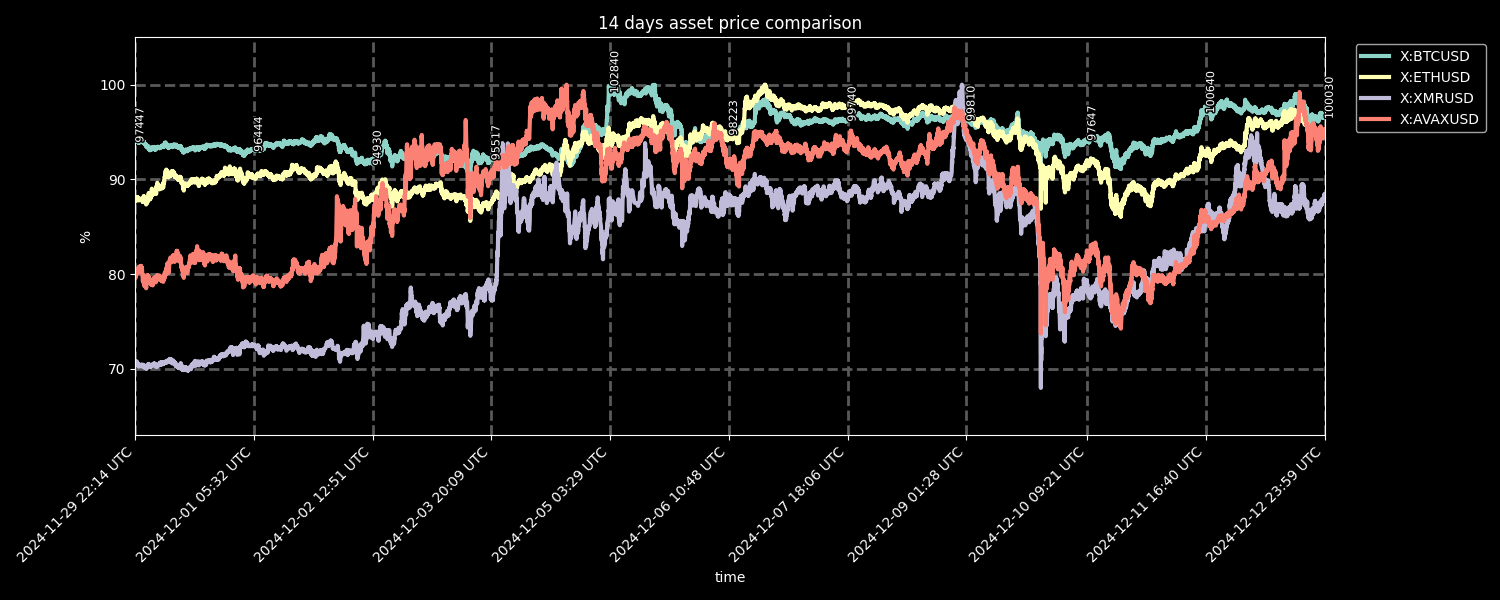 14 days asset price comparison
X:BTCUSD
X:ETHUSD
X:XMRUSD
X:AVAXUSD
100
90
80
70
%
97447
96444
94930
95517
102840
98223
99740
99810
97647
100640
100030
2024-11-29 22:14 UTC
2024-12-01 05:32 UTC
2024-12-02 12:51 UTC
2024-12-03 20:09 UTC
2024-12-05 03:29 UTC
2024-12-06 10:48 UTC
2024-12-07 18:06 UTC
2024-12-09 01:28 UTC
2024-12-10 09:21 UTC
2024-12-11 16:40 UTC
2024-12-12 23:59 UTC
time